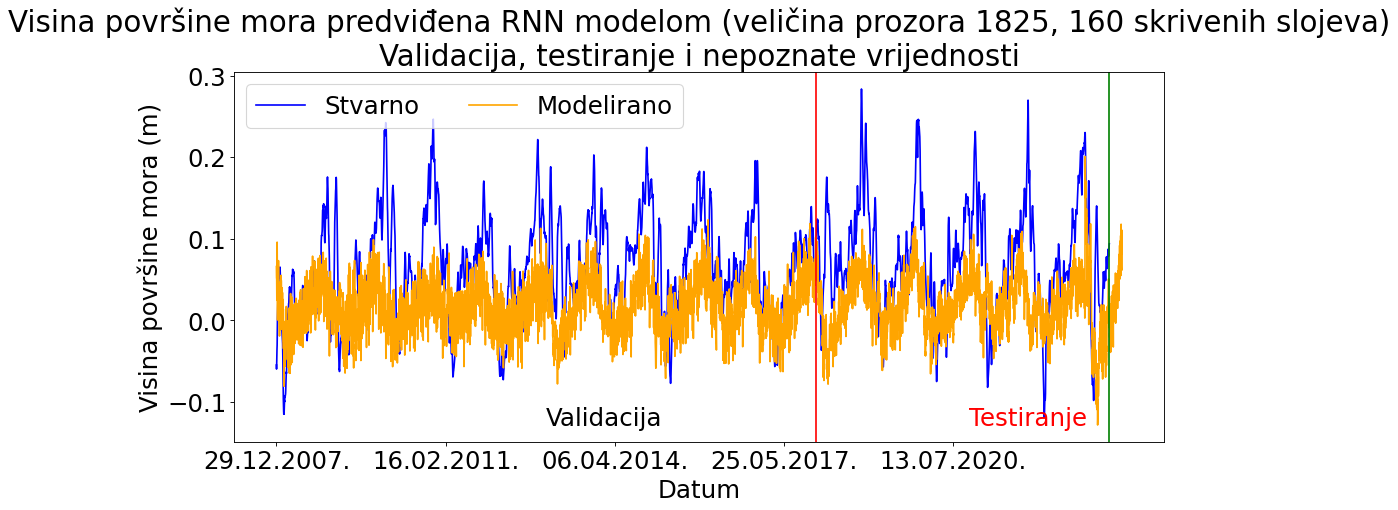 Visina površine mora predviđena RNN modelom (veličina prozora 1825, 160 skrivenih slojeva)
Validacija, testiranje i nepoznate vrijednosti
Stvarno
Modelirano
Visina površine mora (m)
0.3
0.2
0.1
0.0
−0.1
Validacija
Testiranje
29.12.2007.
16.02.2011.
06.04.2014.
25.05.2017.
13.07.2020.
Datum